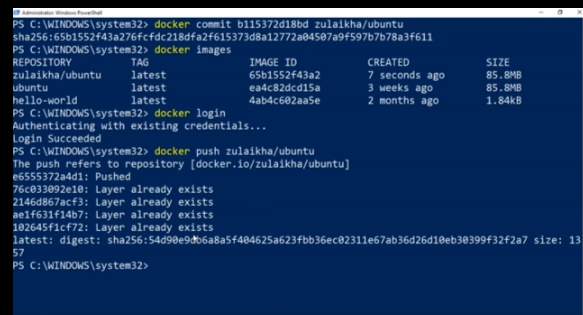 Administrator: Windows PowerShell
PS C:\WINDOWS\system32> docker commit b115372d18bd zulaikha/ubuntu
sha256:65b1552f43a276fcfdc218dfa2f615373d8a12772a04507a9f597b7b78a3f611
PS C:\WINDOWS\system32> docker images
REPOSITORY TAG IMAGE ID CREATED SIZE
zulaikha/ubuntu latest 65b1552f43a2 7 seconds ago 85.8MB
ubuntu latest ea4c82dcd15a 3 weeks ago 85.8MB
hello-world latest 4ab4c602aa5e 2 months ago 1.84kB
PS C:\WINDOWS\system32> docker login
Authenticating with existing credentials...
Login Succeeded
PS C:\WINDOWS\system32> docker push zulaikha/ubuntu
The push refers to repository [docker.io/zulaikha/ubuntu]
e6555372a4d1: Pushed
76c033092e10: Layer already exists
2146d867acf3: Layer already exists
ae1f631f14b7: Layer already exists
102645f1cf72: Layer already exists
latest: digest: sha256:54d90e9db6a8a5f404625a623fbb36ec02311e67ab36d26d10eb30399f32f2a7 size: 13
57
PS C:\WINDOWS\system32>